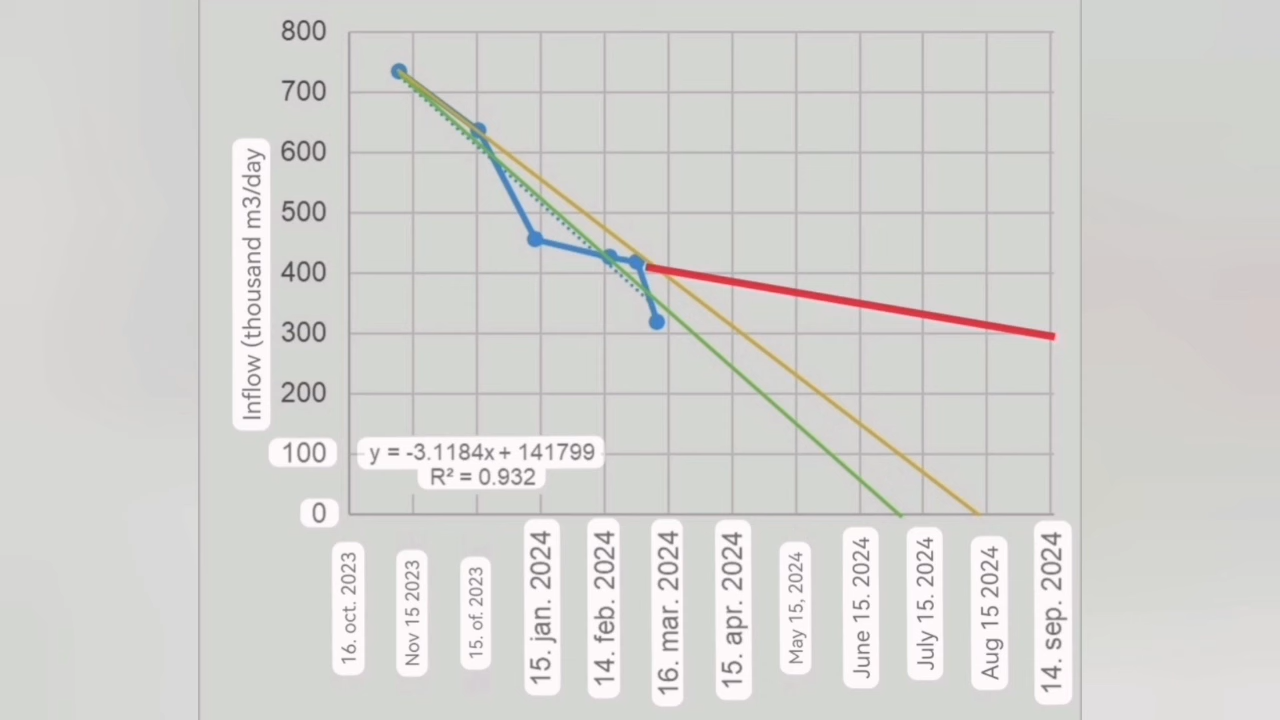 800
700
600
500
400
300
200
100
0
Inflow (thousand m3/day
y = -3.1184x + 141799
R² = 0.932
16. oct. 2023
Nov 15 2023
15. of. 2023
15. jan. 2024
14. feb. 2024
16. mar. 2024
15. apr. 2024
May 15, 2024
June 15. 2024
July 15. 2024
Aug 15 2024
14. sep. 2024